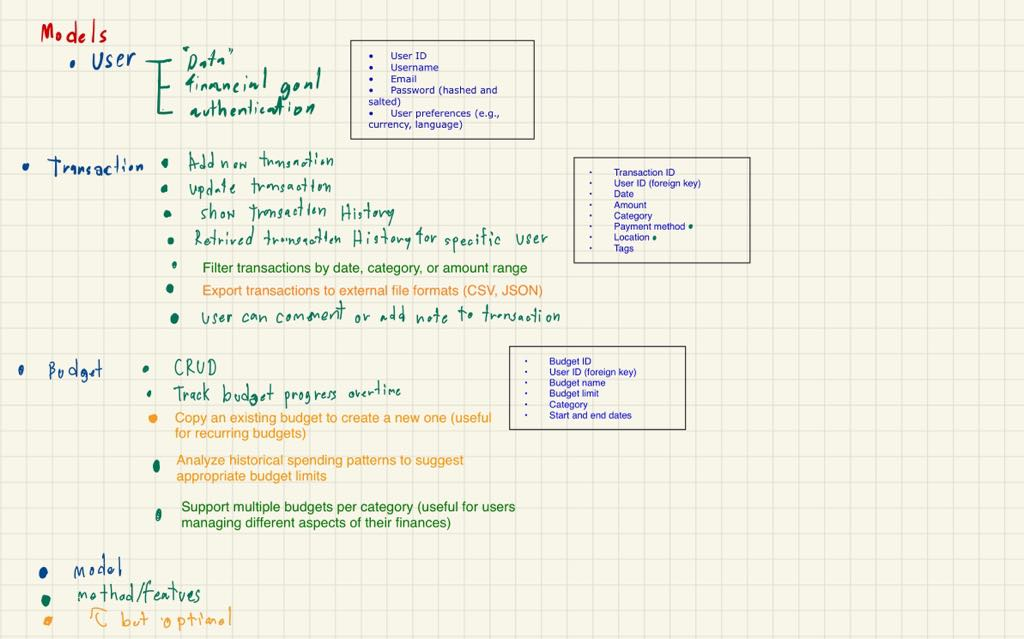 Models
• User
"Data"
financial goal
authentication
• User ID
• Username
• Email
• Password (hashed and
salted)
• User preferences (e.g.,
currency, language)
• Transaction
• Add new transaction
• update transaction
• show transaction History
• Retrived transaction History for specific user
• Filter transactions by date, category, or amount range
• Export transactions to external file formats (CSV, JSON)
• user can comment or add note to transaction
• Transaction ID
• User ID (foreign key)
• Date
• Amount
• Category
• Payment method •
• Location •
• Tags
• Budget
• CRUD
• Track budget progress overtime
• Copy an existing budget to create a new one (useful
for recurring budgets)
• Analyze historical spending patterns to suggest
appropriate budget limits
• Support multiple budgets per category (useful for users
managing different aspects of their finances)
• Budget ID
• User ID (foreign key)
• Budget name
• Budget limit
• Category
• Start and end dates
• model
• method/featves
• but optional